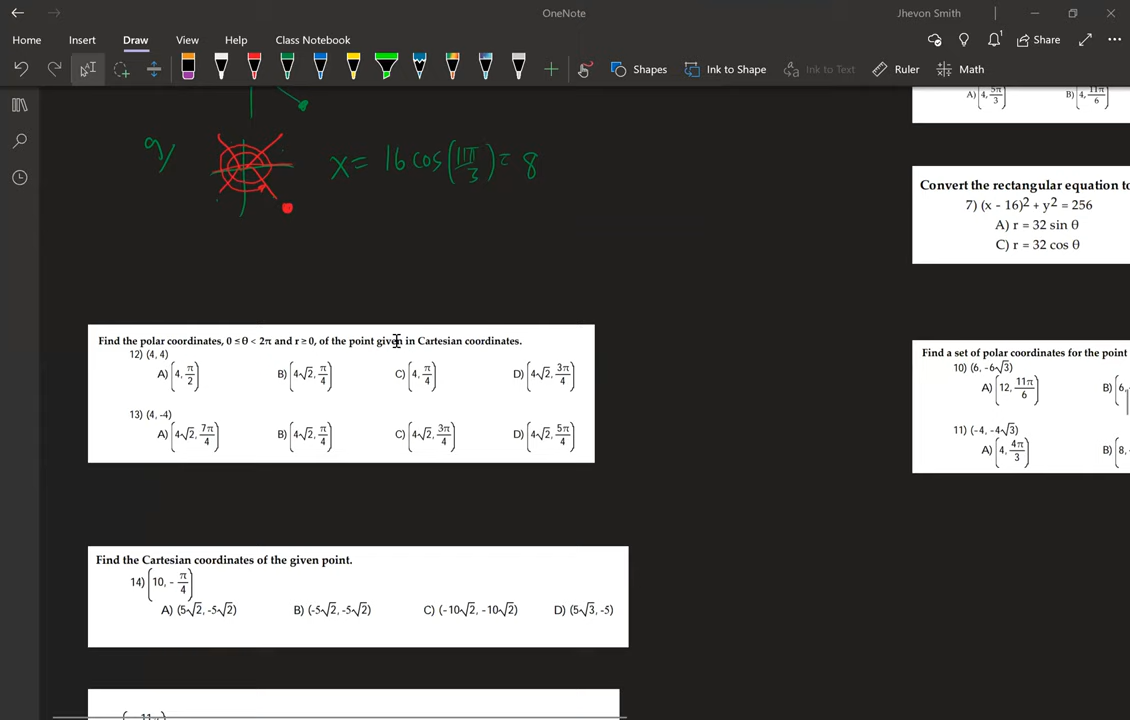 OneNote
Jhevon Smith
Home Insert Draw View Help Class Notebook
Share
Shapes Ink to Shape Ink to Text Ruler Math
9/ x = 16 cos(11π/3) = 8
A) (4, 5π/3) B) (4, 11π/6)
Convert the rectangular equation to
7) (x - 16)2 + y2 = 256
A) r = 32 sin θ
C) r = 32 cos θ
Find the polar coordinates, 0 ≤ θ < 2π and r ≥ 0, of the point given in Cartesian coordinates.
12) (4, 4)
A) (4, π/2) B) (4√2, π/4) C) (4, π/4) D) (4√2, 3π/4)
13) (4, -4)
A) (4√2, 7π/4) B) (4√2, π/4) C) (4√2, 3π/4) D) (4√2, 5π/4)
Find a set of polar coordinates for the point
10) (6, -6√3)
A) (12, 11π/6) B) (6,
11) (-4, -4√3)
A) (4, 4π/3) B) (8,
Find the Cartesian coordinates of the given point.
14) (10, -π/4)
A) (5√2, -5√2) B) (-5√2, -5√2) C) (-10√2, -10√2) D) (5√3, -5)